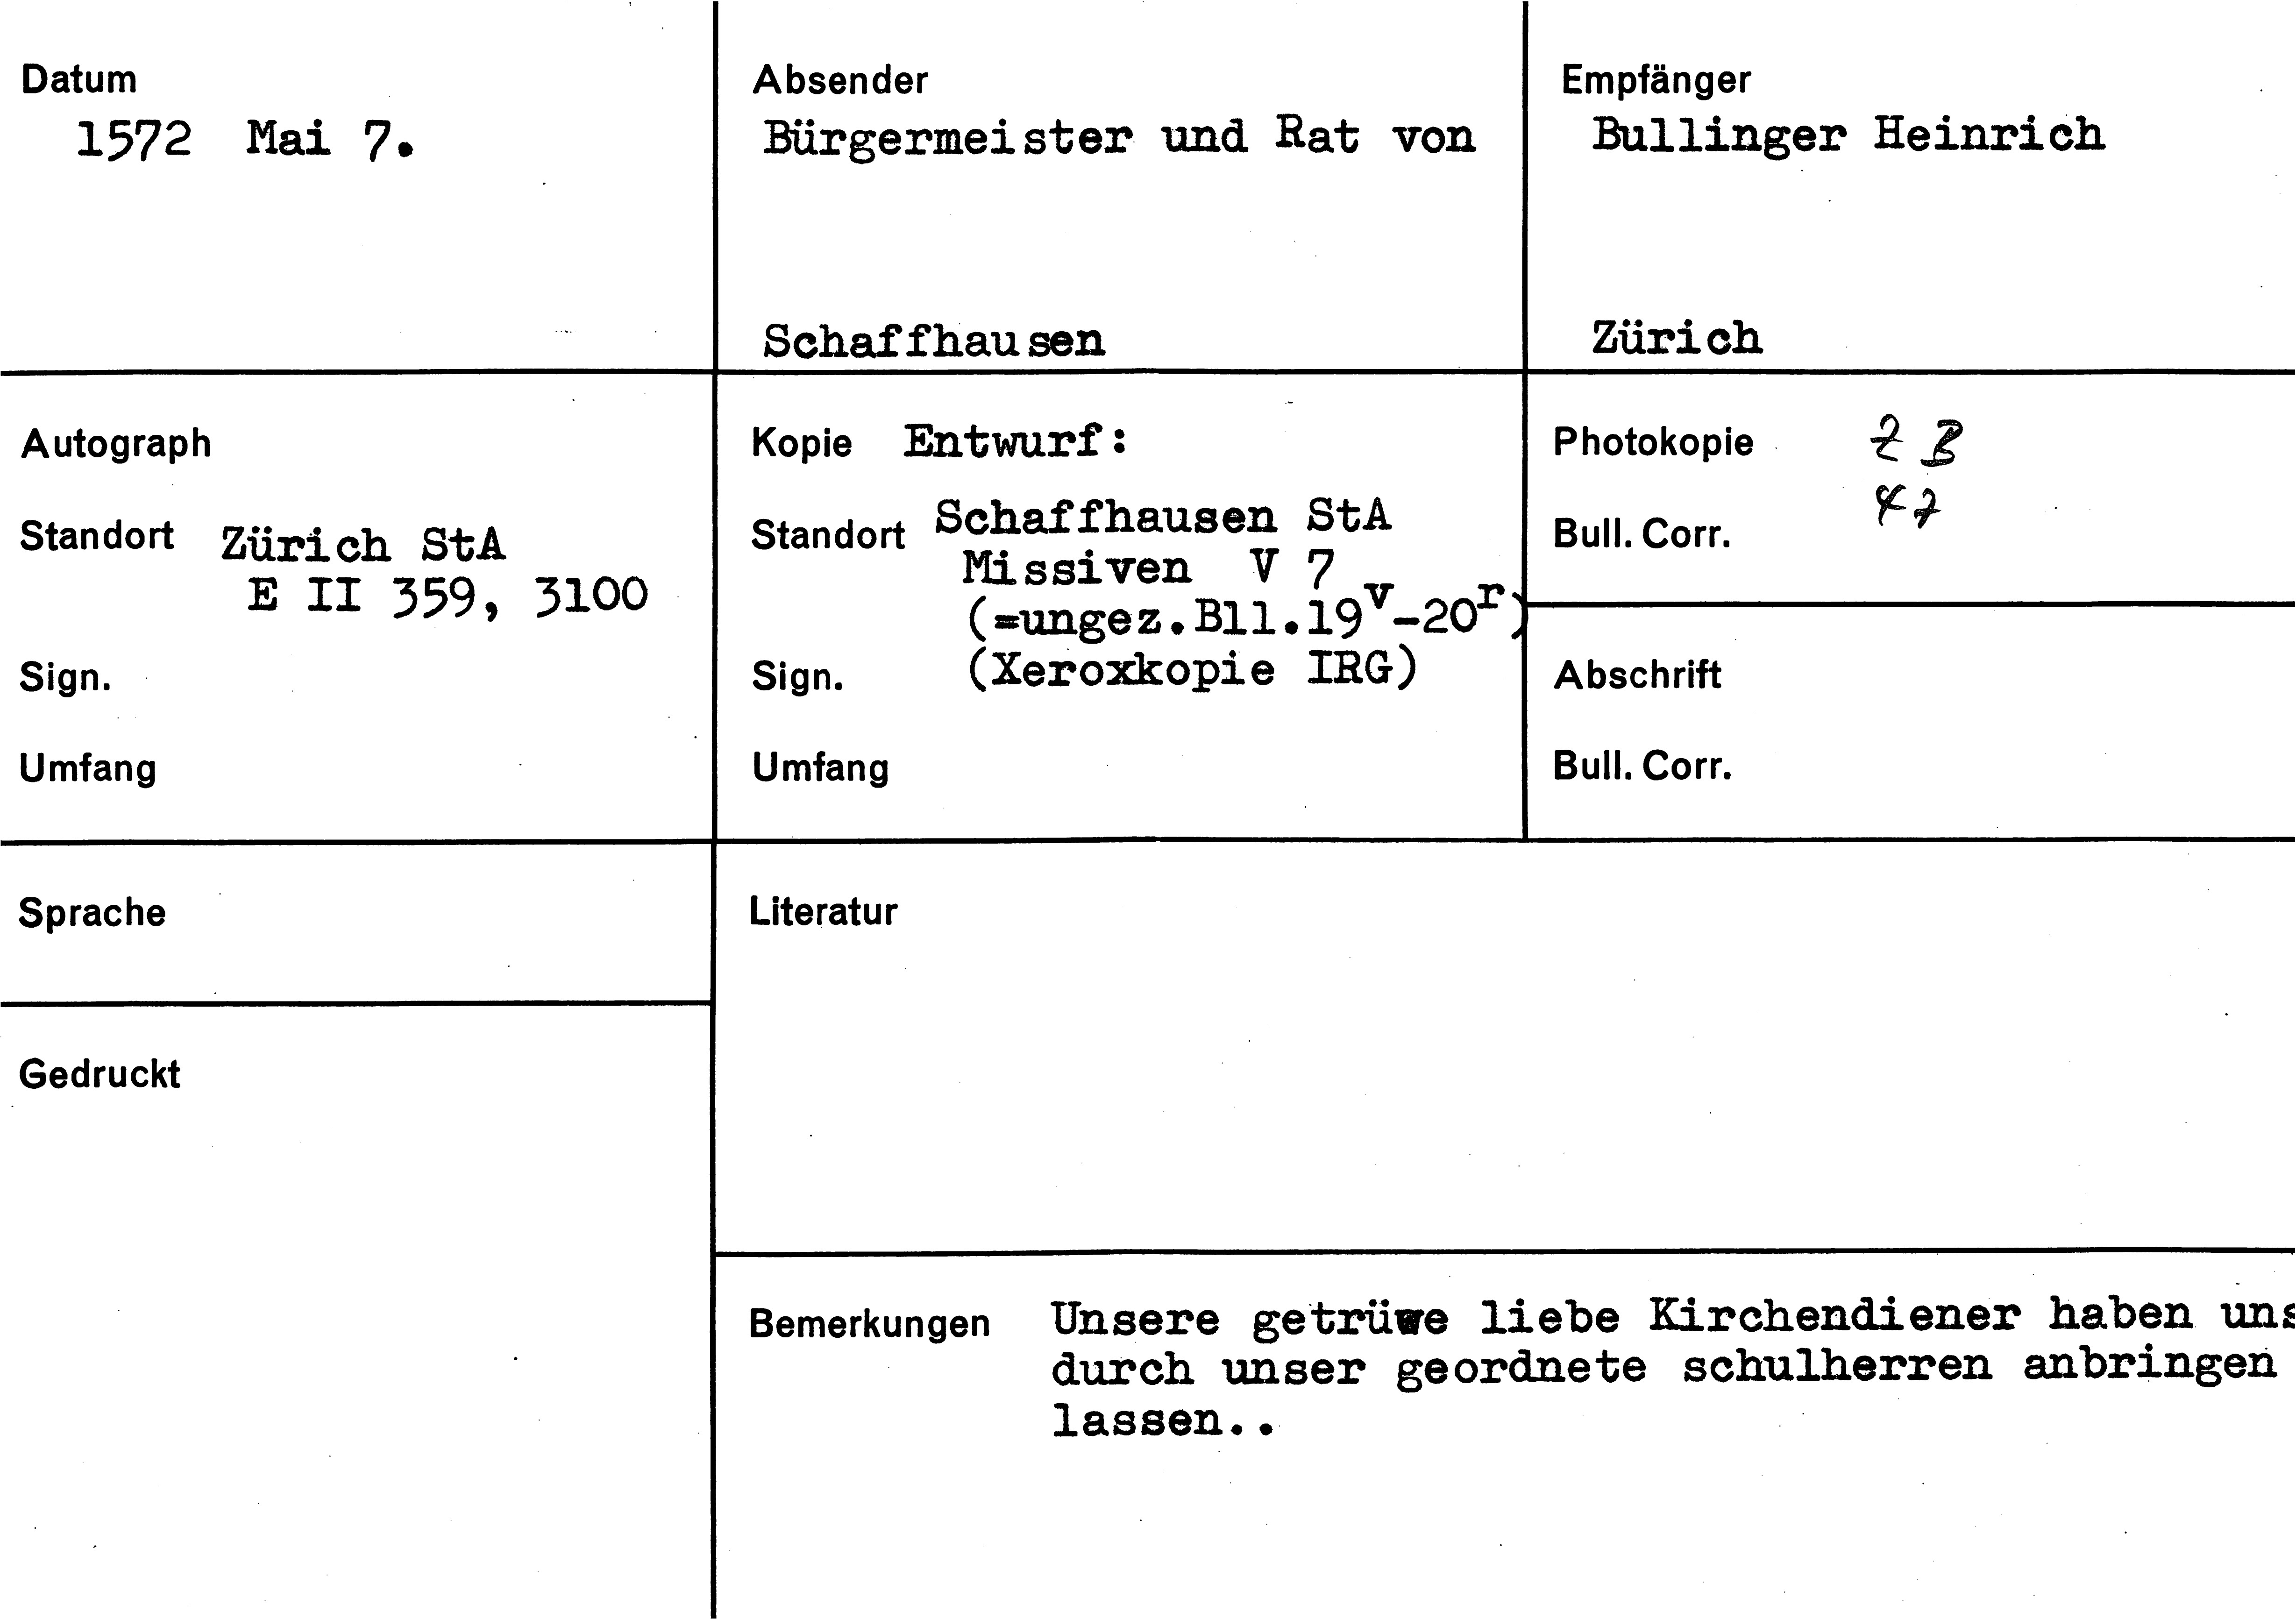 Datum
1572 Mai 7.
Absender
Bürgermeister und Rat von
Schaffhausen
Empfänger
Bullinger Heinrich
Zürich
Autograph
Standort Zürich StA
E II 359, 3100
Sign.
Umfang
Kopie Entwurf:
Standort Schaffhausen StA
Missiven V 7
(=ungez.Bll.19v-20r)
Sign. (Xeroxkopie IRG)
Umfang
Photokopie Z B
Bull. Corr. 47
Abschrift
Bull. Corr.
Sprache
Literatur
Gedruckt
Bemerkungen Unsere getrüwe liebe Kirchendiener haben uns
durch unser geordnete schulherren anbringen
lassen..